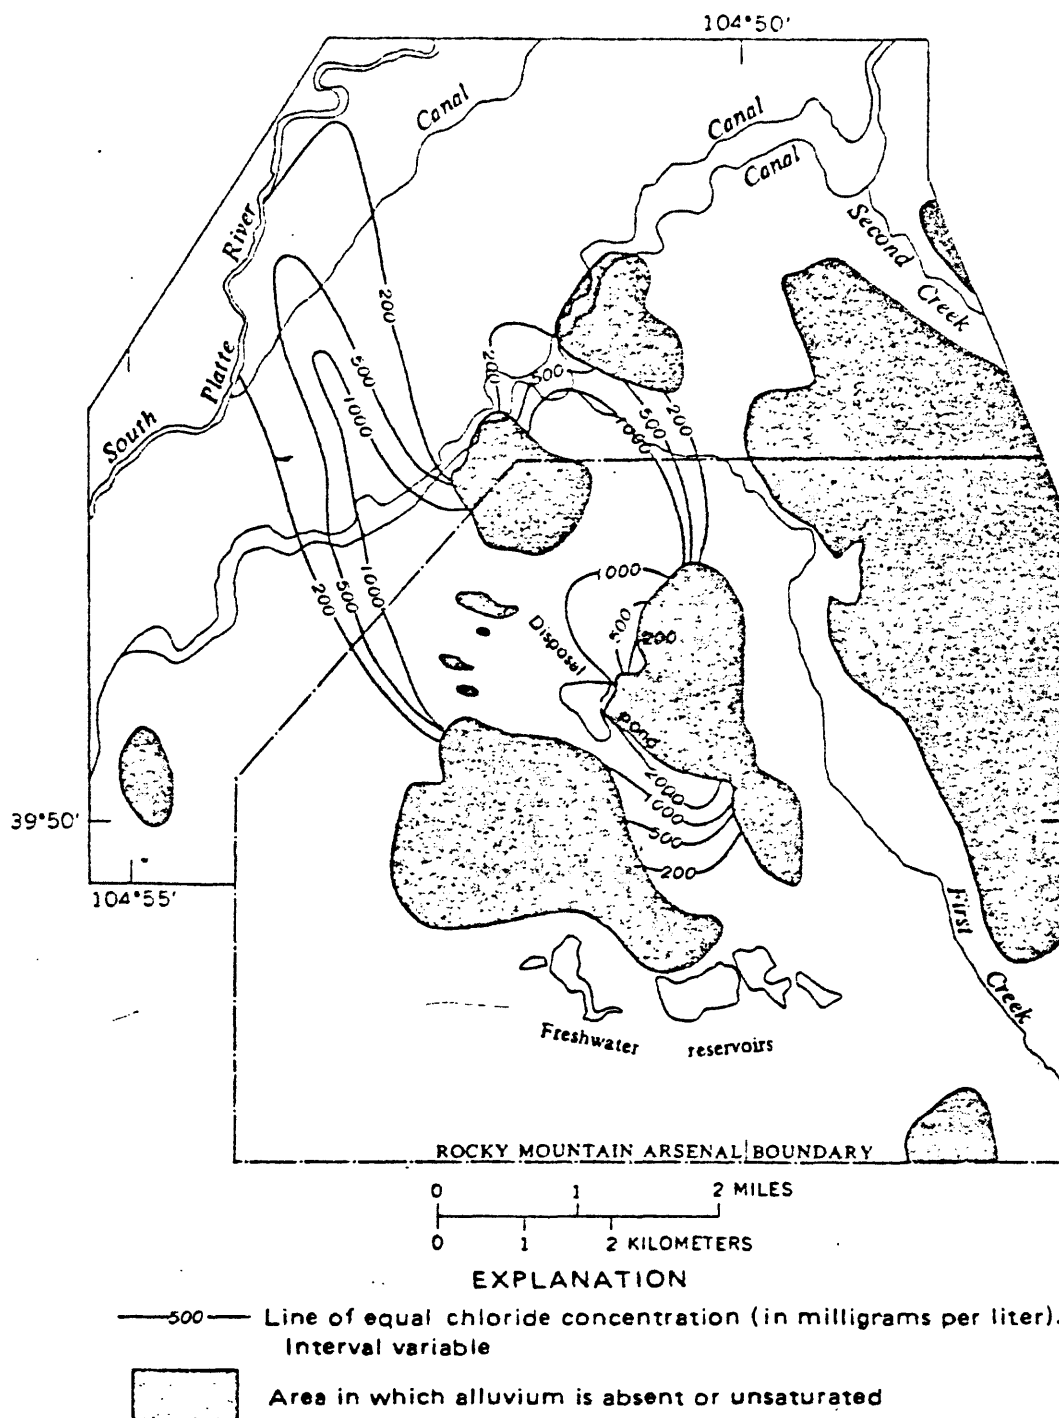 104°50'
Canal
Canal
Canal
River
Platte
South
Second
Creek
200
500
1000
200
500
200
500
1000
200
500
1000
1000
500
200
Disposal
Pond
2000
1000
500
200
39°50'
104°55'
First
Creek
Freshwater reservoirs
ROCKY MOUNTAIN ARSENAL BOUNDARY
0 1 2 MILES
0 1 2 KILOMETERS
EXPLANATION
500 Line of equal chloride concentration (in milligrams per liter).
Interval variable
Area in which alluvium is absent or unsaturated